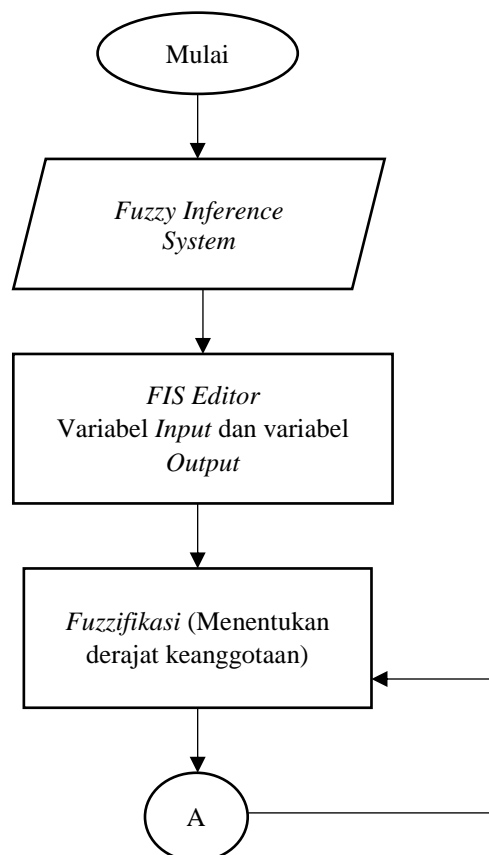 Mulai
Fuzzy Inference
System
FIS Editor
Variabel Input dan variabel
Output
Fuzzifikasi (Menentukan
derajat keanggotaan)
A